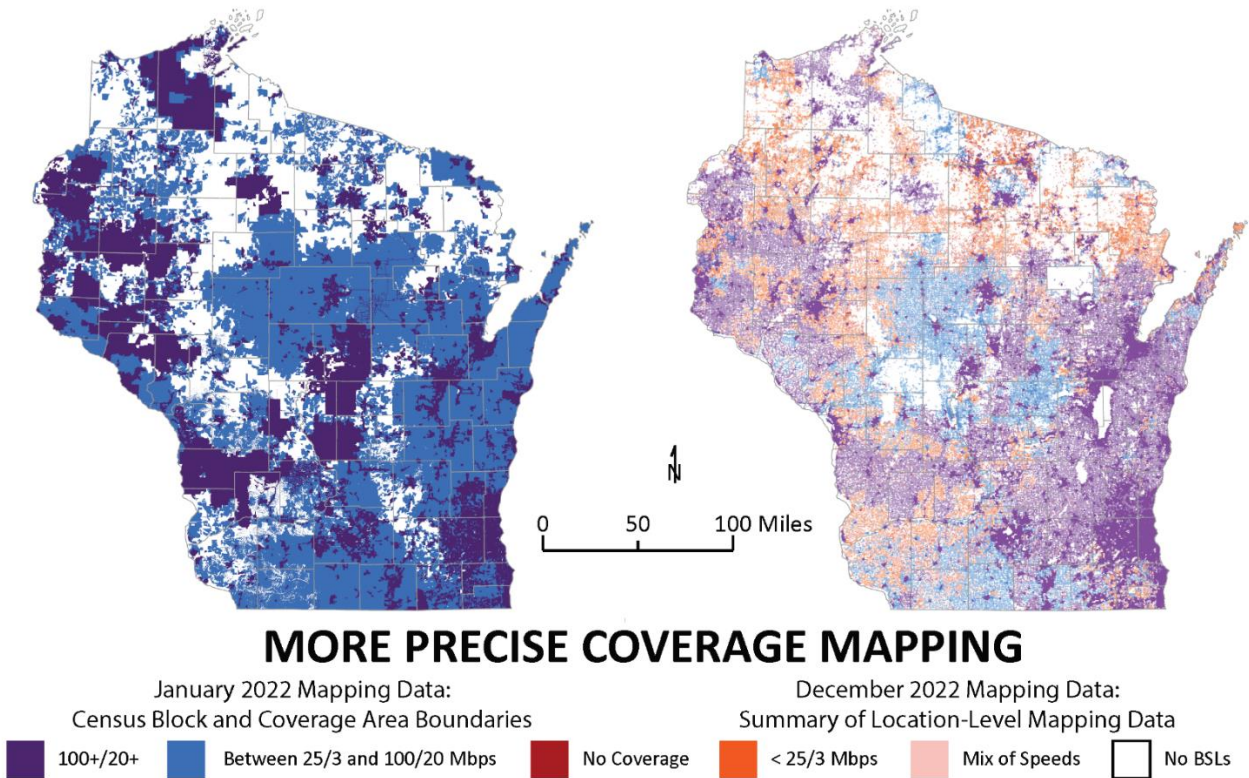 N
0 50 100 Miles
MORE PRECISE COVERAGE MAPPING
January 2022 Mapping Data:
Census Block and Coverage Area Boundaries
December 2022 Mapping Data:
Summary of Location-Level Mapping Data
100+/20+
Between 25/3 and 100/20 Mbps
No Coverage
< 25/3 Mbps
Mix of Speeds
No BSLs